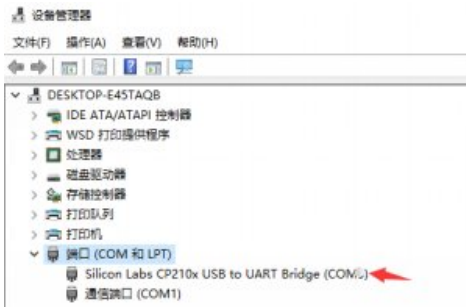 设备管理器
文件(F) 操作(A) 查看(V) 帮助(H)
DESKTOP-E45TAQB
IDE ATA/ATAPI 控制器
WSD 打印提供程序
处理器
磁盘驱动器
存储控制器
打印队列
打印机
端口 (COM 和 LPT)
Silicon Labs CP210x USB to UART Bridge
通信端口 (COM1)